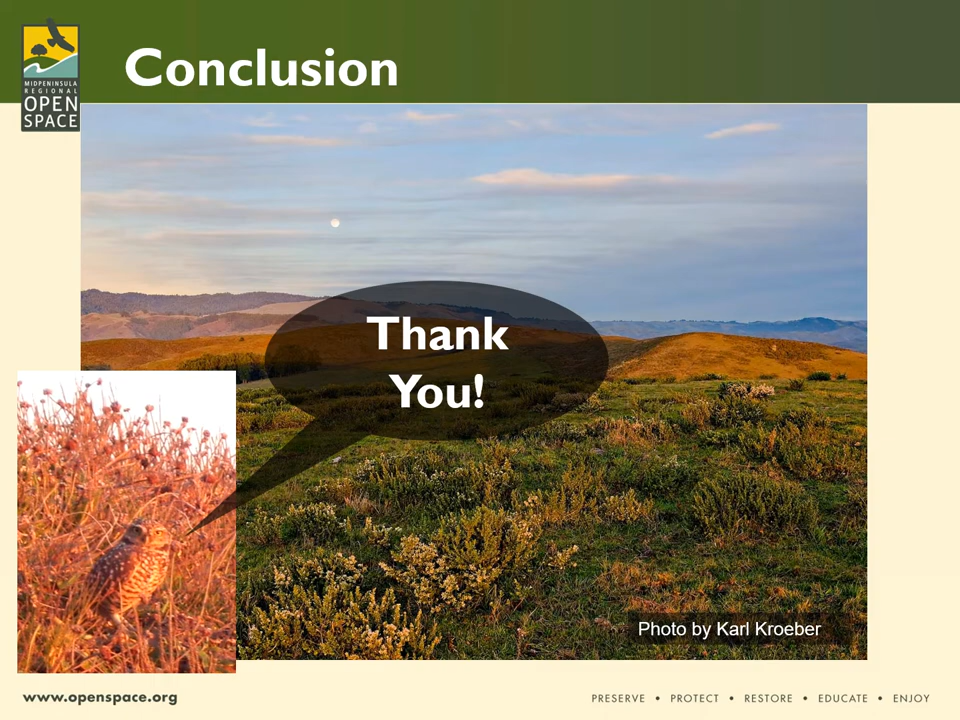 Conclusion
MIDPENINSULA
REGIONAL
OPEN
SPACE
Thank
You!
Photo by Karl Kroeber
www.openspace.org
PRESERVE • PROTECT • RESTORE • EDUCATE • ENJOY